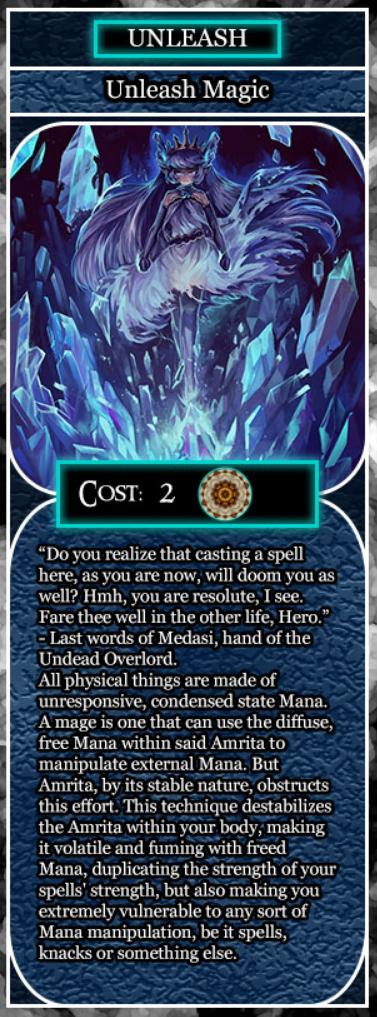 UNLEASH
Unleash Magic
Cost: 2
“Do you realize that casting a spell
here, as you are now, will doom you as
well? Hmh, you are resolute, I see.
Fare thee well in the other life, Hero.”
- Last words of Medasi, hand of the
Undead Overlord.
All physical things are made of
unresponsive, condensed state Mana.
A mage is one that can use the diffuse,
free Mana within said Amrita to
manipulate external Mana. But
Amrita, by its stable nature, obstructs
this effort. This technique destabilizes
the Amrita within your body, making
it volatile and fuming with freed
Mana, duplicating the strength of your
spells' strength, but also making you
extremely vulnerable to any sort of
Mana manipulation, be it spells,
knacks or something else.